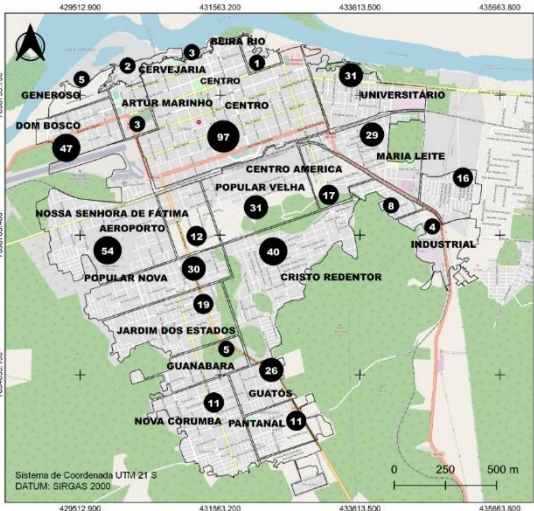 429512.900 431563.200 433613.500 435663.800
BEIRA RIO
3
1
2
CERVEJARIA
5
CENTRO
31
GENEROSO
ARTUR MARINHO
CENTRO
UNIVERSITÁRIO
DOM BOSCO
3
97
29
47
MARIA LEITE
CENTRO AMERICA
16
POPULAR VELHA
17
NOSSA SENHORA DE FÁTIMA
31
8
AEROPORTO
12
4
INDUSTRIAL
54
40
POPULAR NOVA
30
CRISTO REDENTOR
19
JARDIM DOS ESTADOS
5
GUANABARA
26
GUATÓS
11
NOVA CORUMBA
PANTANAL
11
Sistema de Coordenada UTM 21 S
DATUM: SIRGAS 2000
0 250 500 m
429512.900 431563.200 433613.500 435663.800